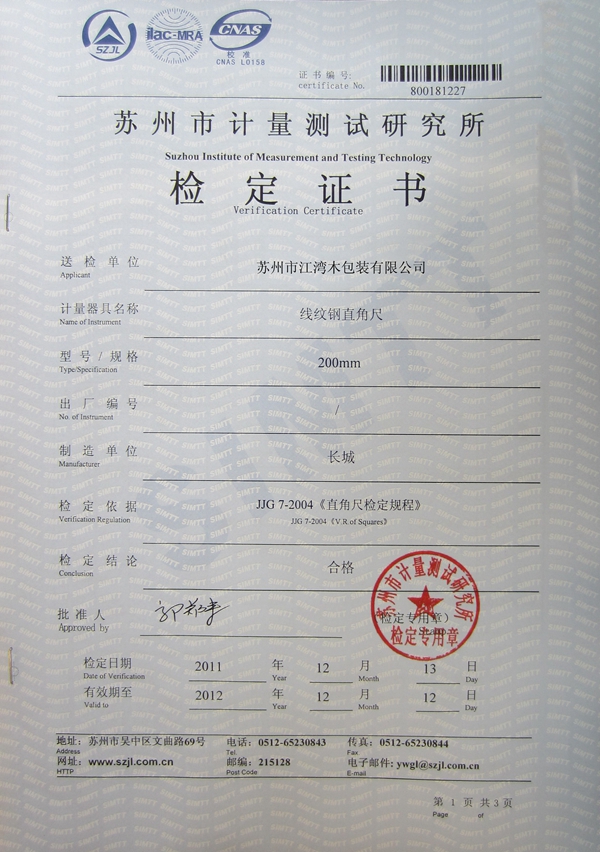 SZJL
ilac-MRA
CNAS
校 准
CNAS L0158
证书编号:
certificate No.
800181227
苏州市计量测试研究所
Suzhou Institute of Measurement and Testing Technology
检定证书
Verification Certificate
送检单位 苏州市江湾木包装有限公司
Applicant
计量器具名称 线纹钢直角尺
Name of Instrument
型号/规格 200mm
Type/Specification
出厂编号 /
No. of Instrument
制造单位 长城
Manufacturer
检定依据 JJG 7-2004《直角尺检定规程》
Verification Regulation JJG 7-2004《V.R of Squares》
检定结论 合格
Conclusion
批准人
Approved by
苏州市计量测试研究所
(检定专用章)
Stamp
检定专用章
检定日期 2011 年 12 月 13 日
Date of Verification Year Month Day
有效期至 2012 年 12 月 12 日
Valid to Year Month Day
地址: 苏州市吴中区文曲路69号 电话: 0512-65230843 传真: 0512-65230844
Address Tel. Fax
网址: www.szjl.com.cn 邮编: 215128 电子邮件: ywgl@szjl.com.cn
HTTP Post Code E-mail
第 1 页 共 3 页
Page of